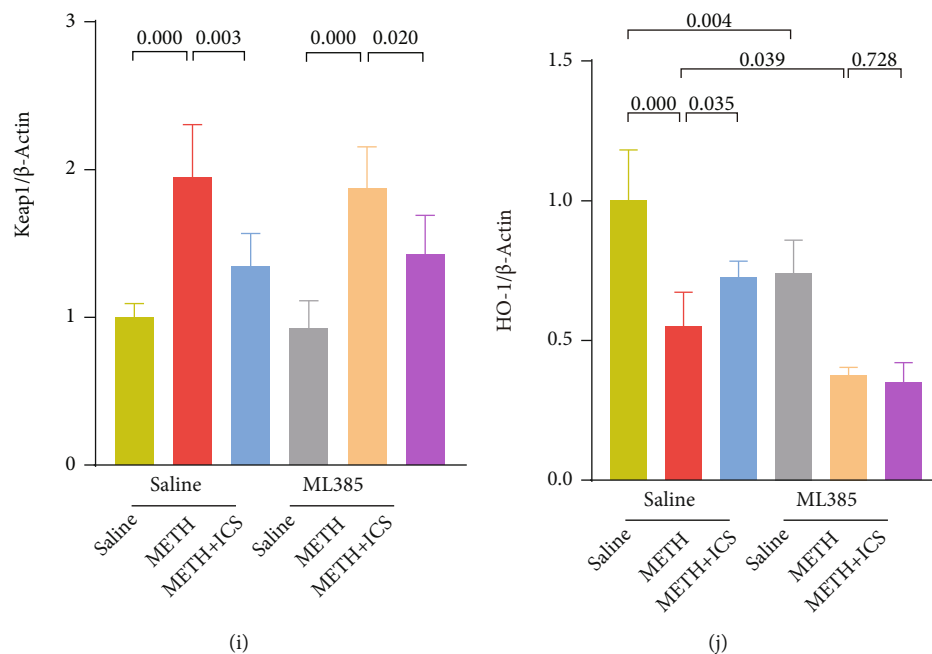 3
2
1
0
Keap1/β-Actin
0.000
0.003
0.000
0.020
Saline
ML385
Saline
METH
METH+ICS
Saline
METH
METH+ICS
(i)
1.5
1.0
0.5
0.0
HO-1/β-Actin
0.004
0.039
0.728
0.000
0.035
Saline
ML385
Saline
METH
METH+ICS
Saline
METH
METH+ICS
(j)